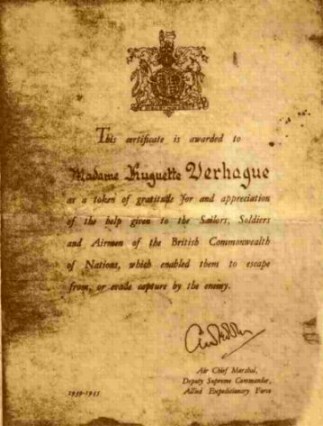 This certificate is awarded to
Madame Huguette Verhague
as a token of gratitude for and appreciation
of the help given to the Sailors, Soldiers
and Airmen of the British Commonwealth
of Nations, which enabled them to escape
from, or evade capture by the enemy.
Air Chief Marshal,
Deputy Supreme Commander,
Allied Expeditionary Force
1939-1945